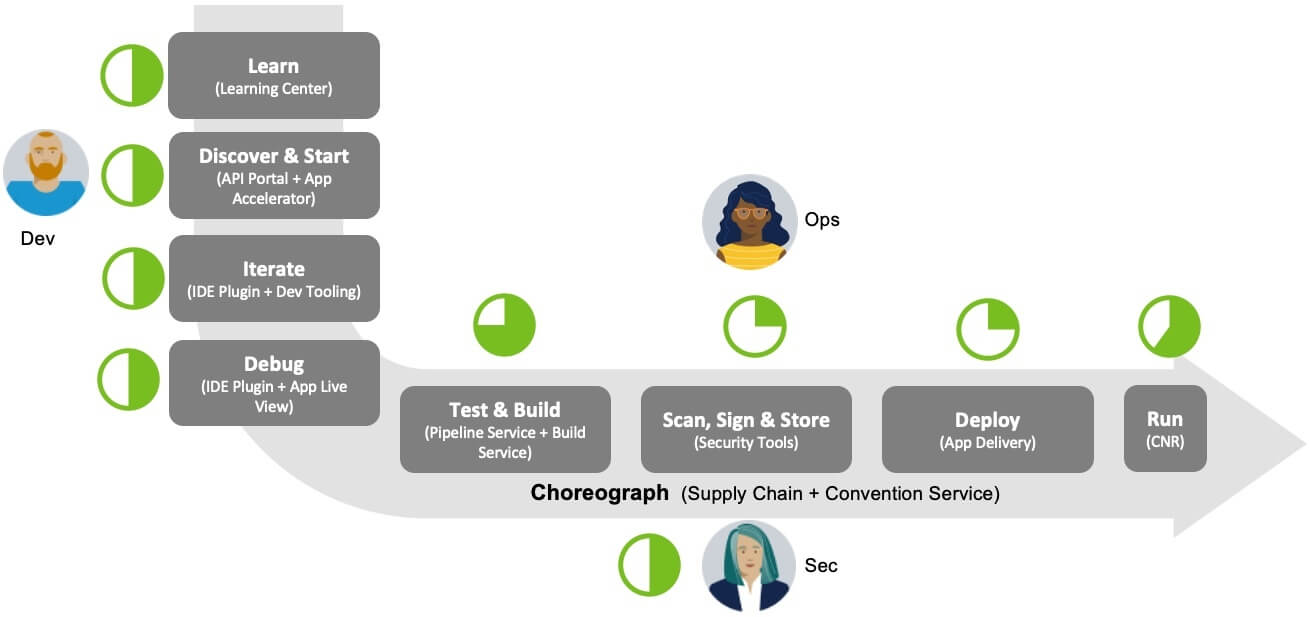 Learn
(Learning Center)
Discover & Start
(API Portal + App
Accelerator)
Dev
Iterate
(IDE Plugin + Dev Tooling)
Debug
(IDE Plugin + App Live
View)
Ops
Test & Build
(Pipeline Service + Build
Service)
Scan, Sign & Store
(Security Tools)
Deploy
(App Delivery)
Run
(CNR)
Choreograph (Supply Chain + Convention Service)
Sec